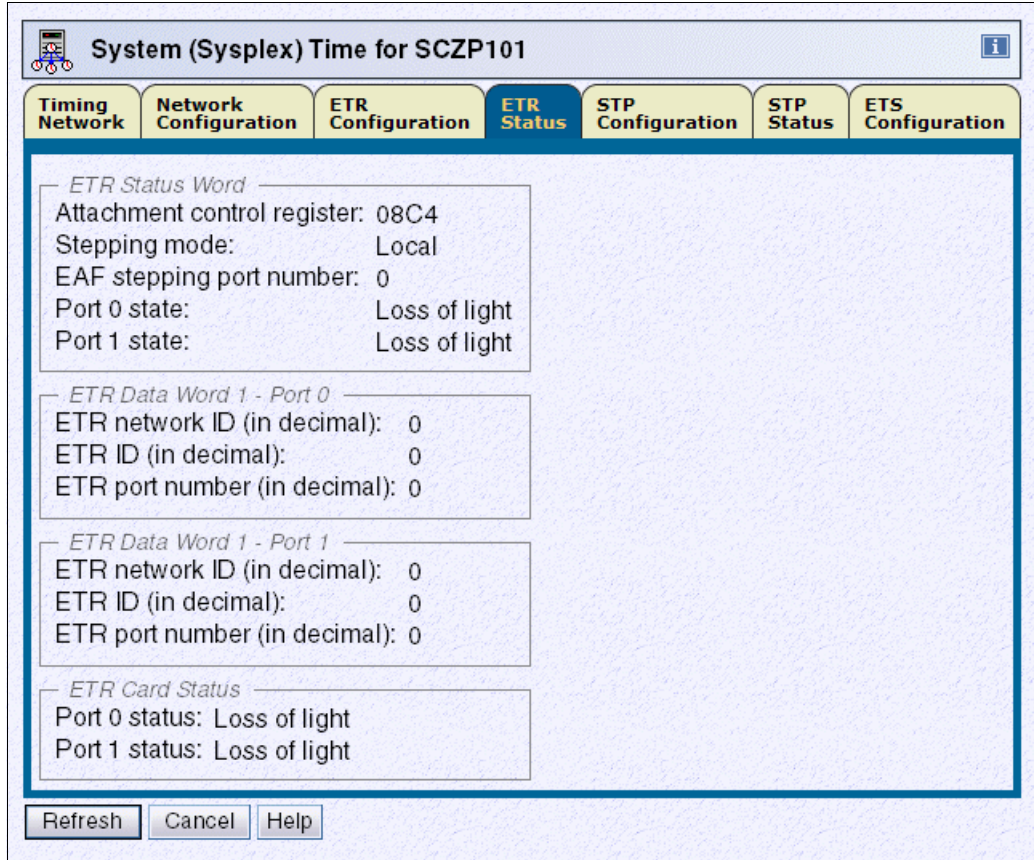 System (Sysplex) Time for SCZP101
i
Timing Network
Network Configuration
ETR Configuration
ETR Status
STP Configuration
STP Status
ETS Configuration
ETR Status Word
Attachment control register: 08C4
Stepping mode: Local
EAF stepping port number: 0
Port 0 state: Loss of light
Port 1 state: Loss of light
ETR Data Word 1 - Port 0
ETR network ID (in decimal): 0
ETR ID (in decimal): 0
ETR port number (in decimal): 0
ETR Data Word 1 - Port 1
ETR network ID (in decimal): 0
ETR ID (in decimal): 0
ETR port number (in decimal): 0
ETR Card Status
Port 0 status: Loss of light
Port 1 status: Loss of light
Refresh Cancel Help